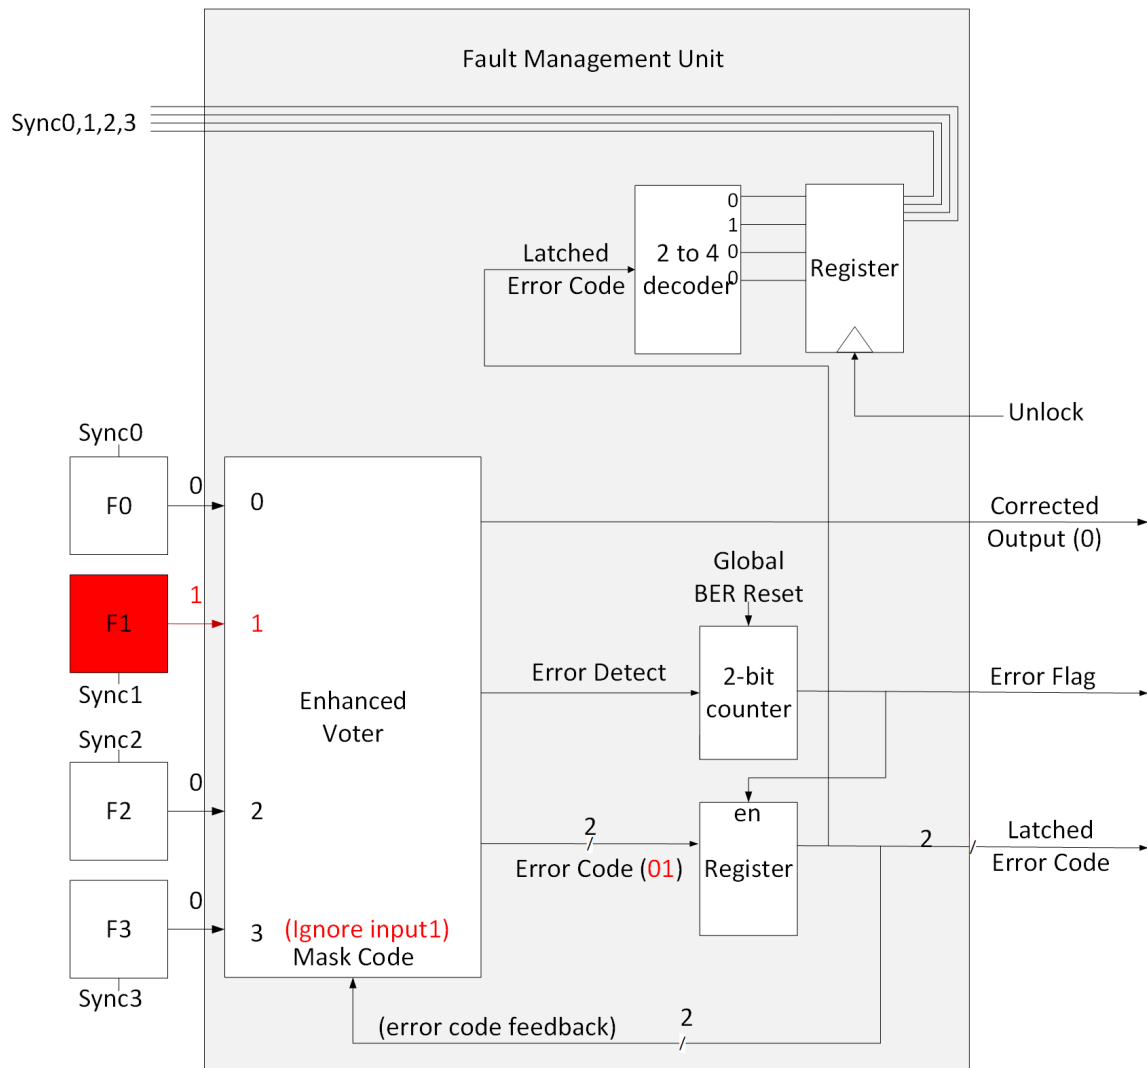 Fault Management Unit
Sync0,1,2,3
0
1
0
0
2 to 4
decoder
Register
Latched
Error Code
Unlock
Sync0
F0
0
0
Corrected
Output (0)
Global
BER Reset
F1
1
1
Sync1
Error Detect
2-bit
counter
Error Flag
Enhanced
Voter
Sync2
F2
0
2
2
/
Error Code (01)
en
Register
2
/
Latched
Error Code
F3
0
3
(Ignore input1)
Mask Code
Sync3
(error code feedback)
2
/